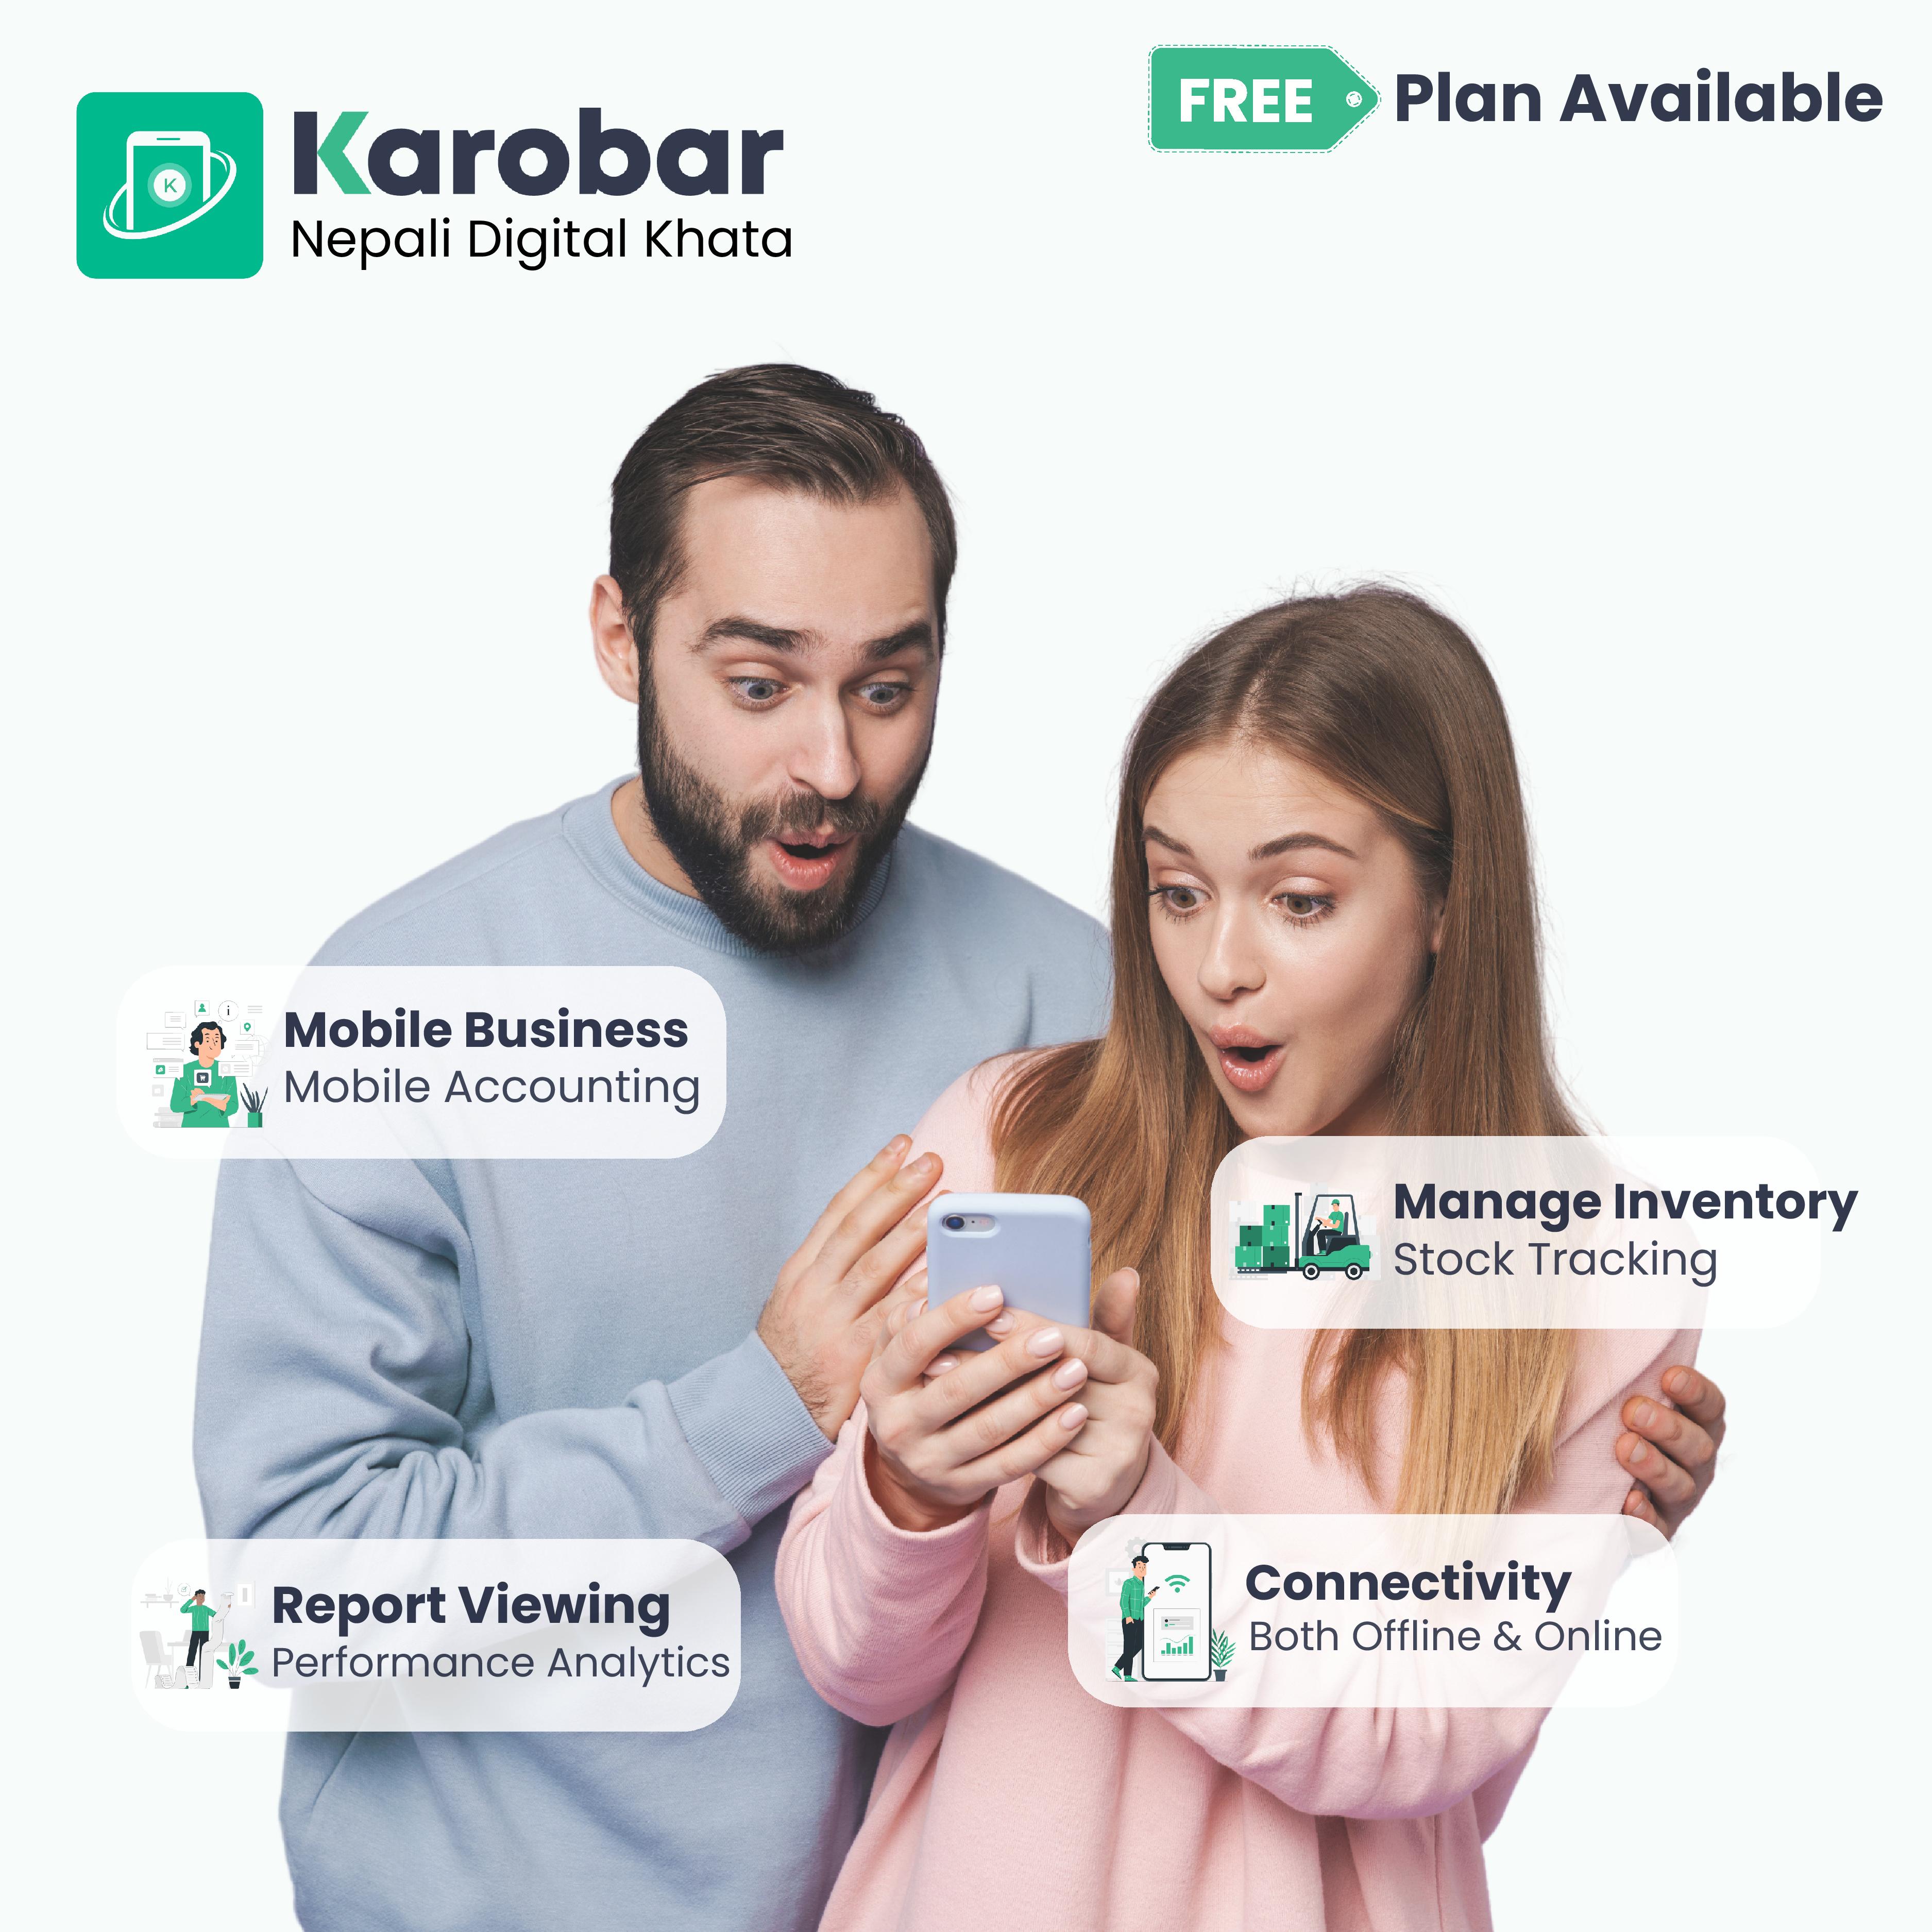 FREE Plan Available
K
Karobar
Nepali Digital Khata
Mobile Business
Mobile Accounting
Manage Inventory
Stock Tracking
Report Viewing
Performance Analytics
Connectivity
Both Offline & Online